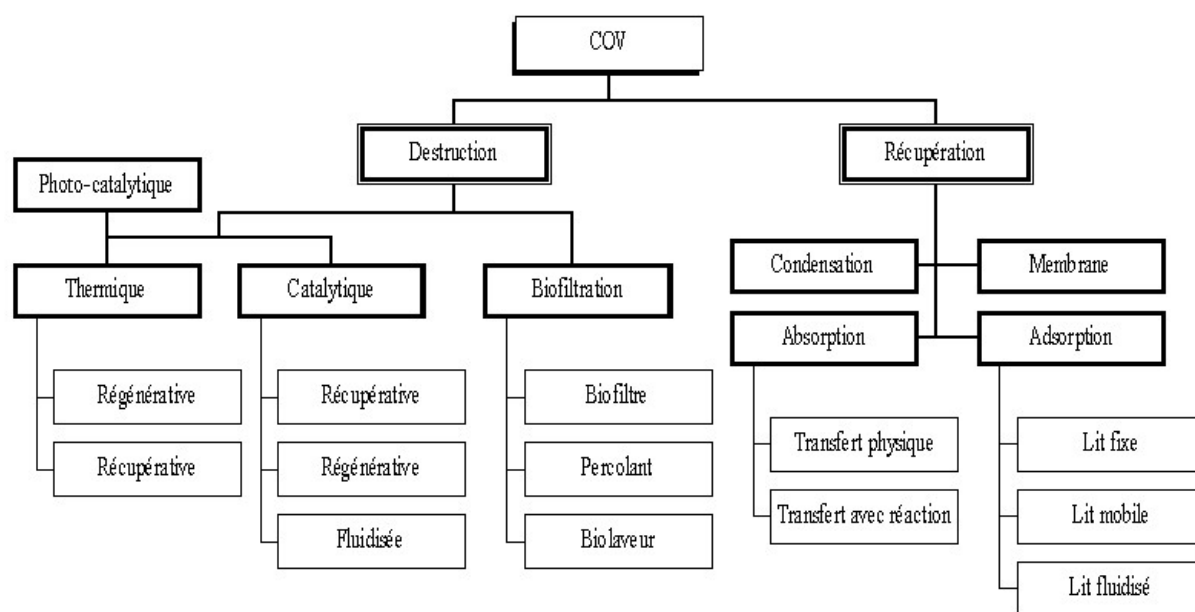 COV
Destruction
Récupération
Photo-catalytique
Thermique
Catalytique
Biofiltration
Condensation
Membrane
Absorption
Adsorption
Régénérative
Récupérative
Récupérative
Régénérative
Fluidisée
Biofiltre
Percolant
Biolaveur
Transfert physique
Transfert avec réaction
Lit fixe
Lit mobile
Lit fluidisé